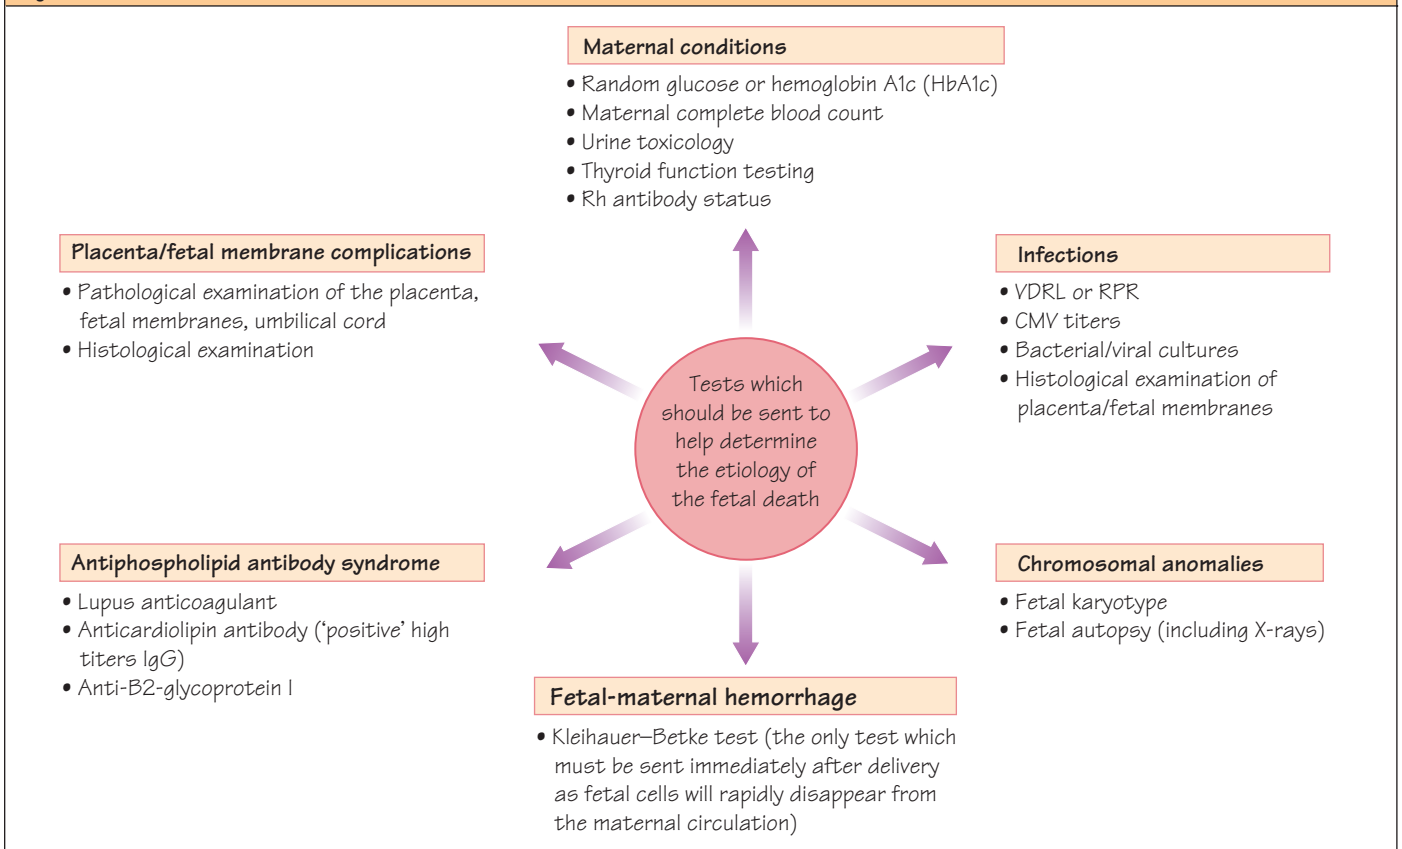 Maternal conditions
• Random glucose or hemoglobin A1c (HbA1c)
• Maternal complete blood count
• Urine toxicology
• Thyroid function testing
• Rh antibody status
Placenta/fetal membrane complications
• Pathological examination of the placenta,
fetal membranes, umbilical cord
• Histological examination
Infections
• VDRL or RPR
• CMV titers
• Bacterial/viral cultures
• Histological examination of
placenta/fetal membranes
Tests which
should be sent to
help determine
the etiology of
the fetal death
Antiphospholipid antibody syndrome
• Lupus anticoagulant
• Anticardiolipin antibody (‘positive’ high
titers IgG)
• Anti-B2-glycoprotein I
Chromosomal anomalies
• Fetal karyotype
• Fetal autopsy (including X-rays)
Fetal-maternal hemorrhage
• Kleihauer–Betke test (the only test which
must be sent immediately after delivery
as fetal cells will rapidly disappear from
the maternal circulation)